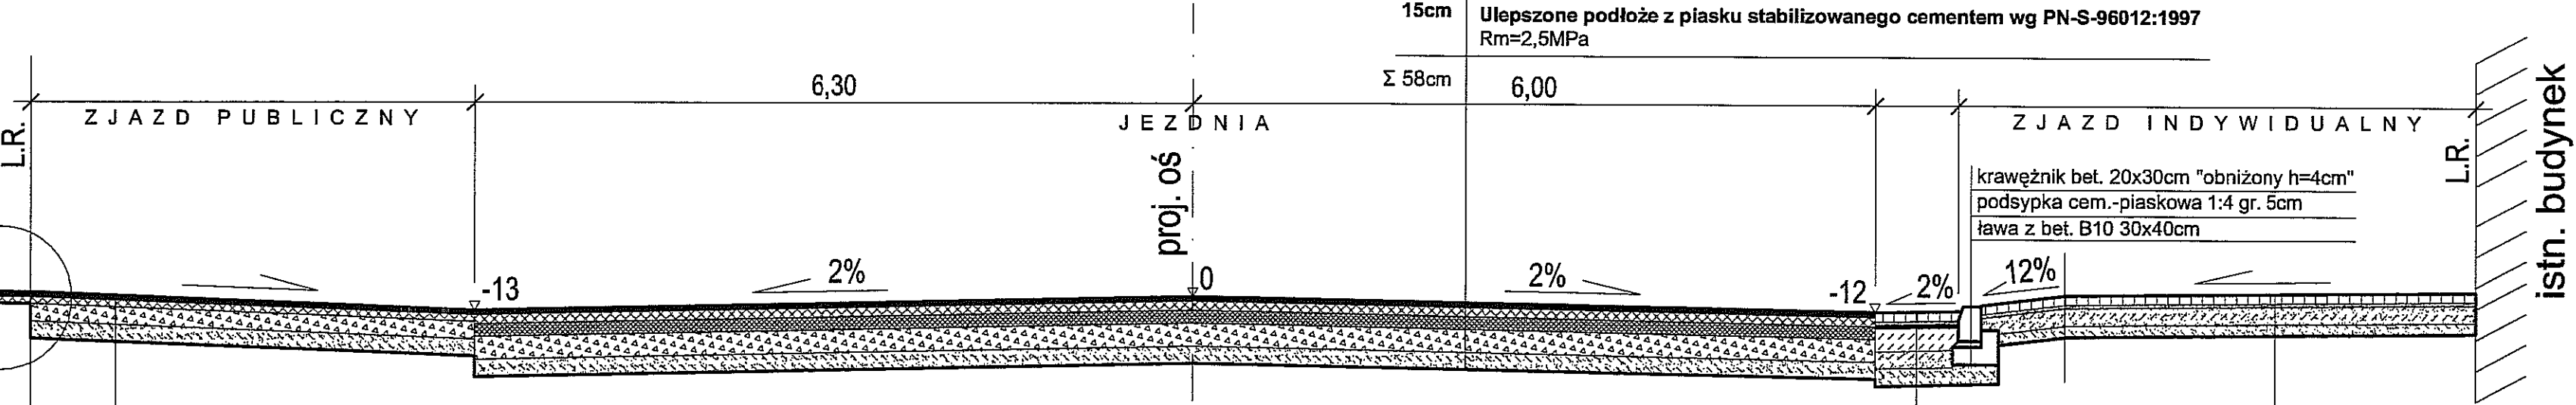 15cm Ulepszone podłoże z piasku stabilizowanego cementem wg PN-S-96012:1997
Rm=2,5MPa
Σ 58cm
6,30
6,00
ZJAZD PUBLICZNY
JEZDNIA
ZJAZD INDYWIDUALNY
L.R.
proj. oś
L.R.
istn. budynek
krawężnik bet. 20x30cm "obniżony h=4cm"
podsypka cem.-piaskowa 1:4 gr. 5cm
ława z bet. B10 30x40cm
-13
2%
0
2%
-12
2%
12%